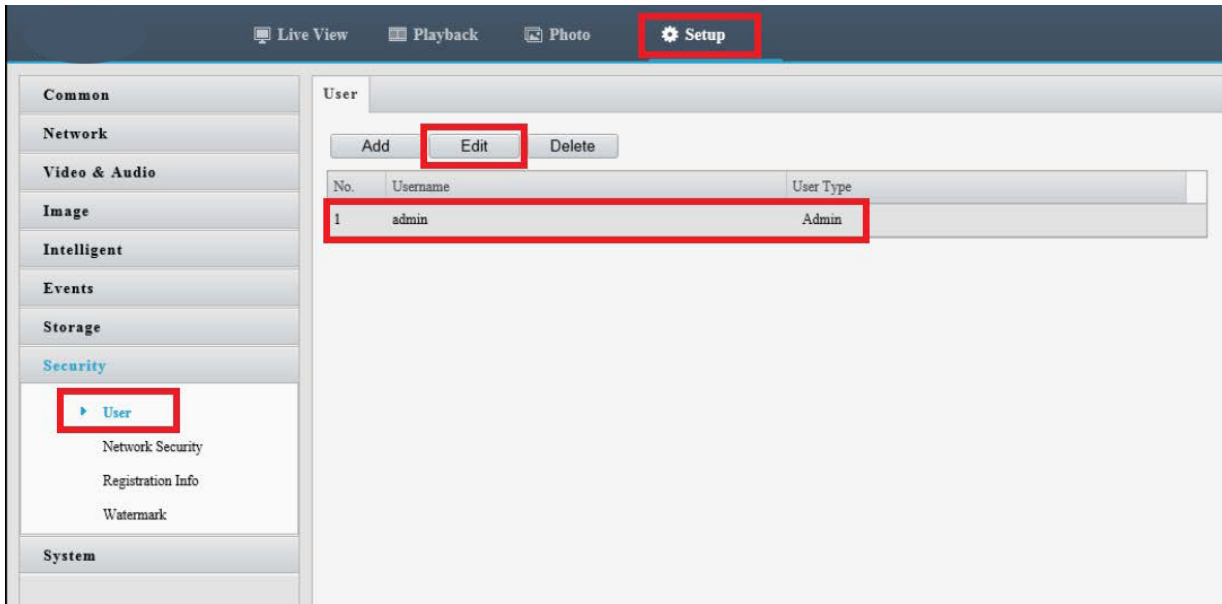 Live View Playback Photo Setup
Common
Network
Video & Audio
Image
Intelligent
Events
Storage
Security
User
Network Security
Registration Info
Watermark
System
User
Add Edit Delete
No. Username User Type
1 admin Admin